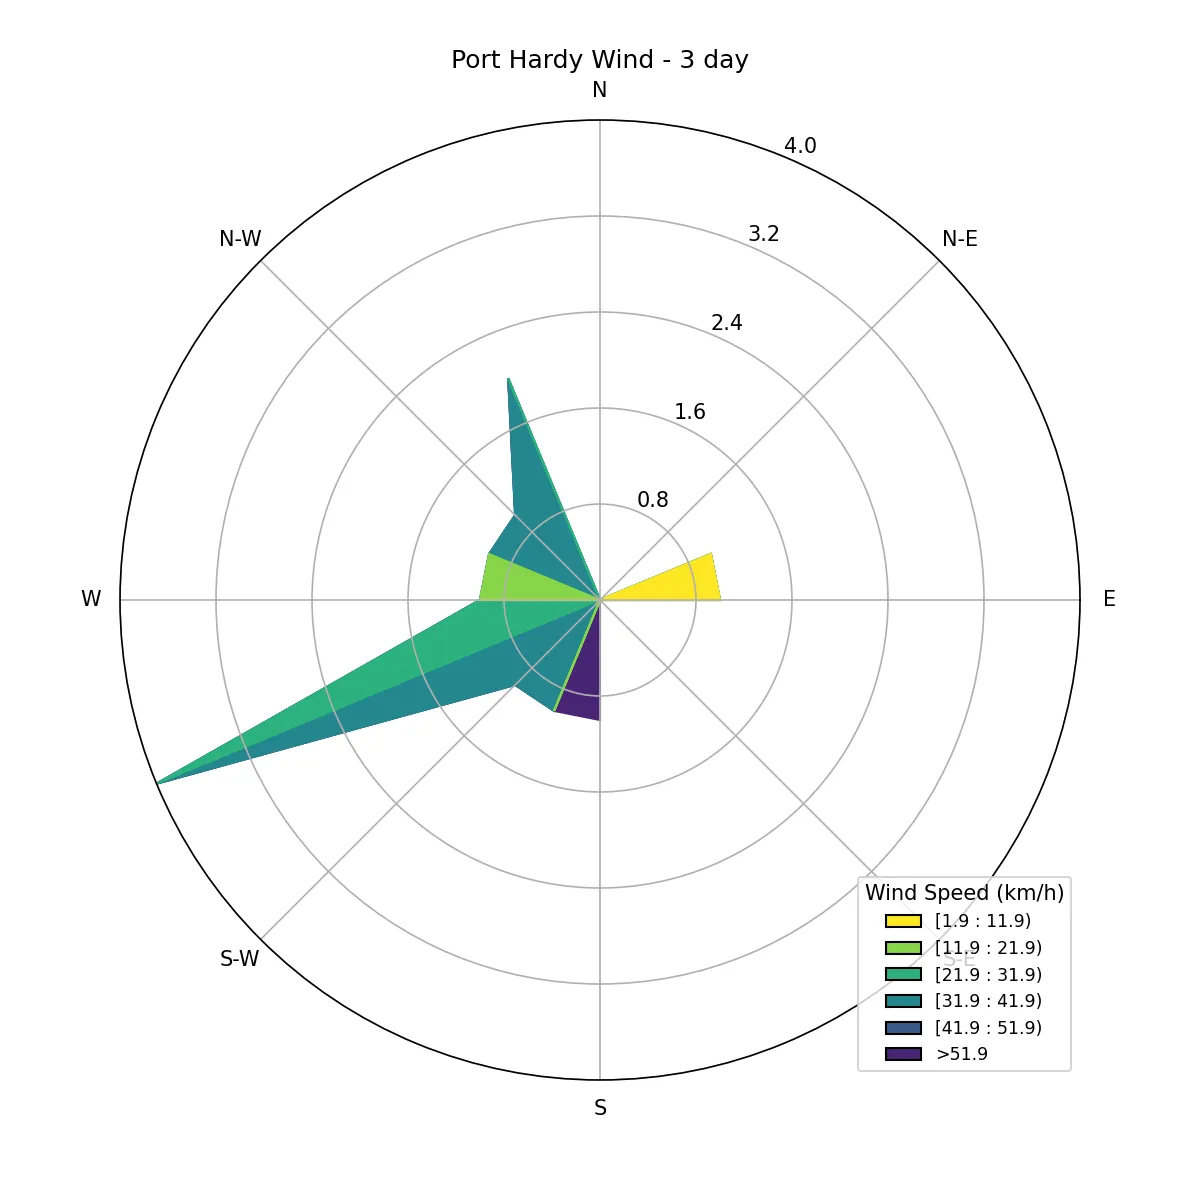 Port Hardy Wind - 3 day
N
4.0
3.2
N-W
N-E
2.4
1.6
0.8
W
E
Wind Speed (km/h)
[1.9 : 11.9)
[11.9 : 21.9)
S-W
S-E
[21.9 : 31.9)
[31.9 : 41.9)
[41.9 : 51.9)
>51.9
S